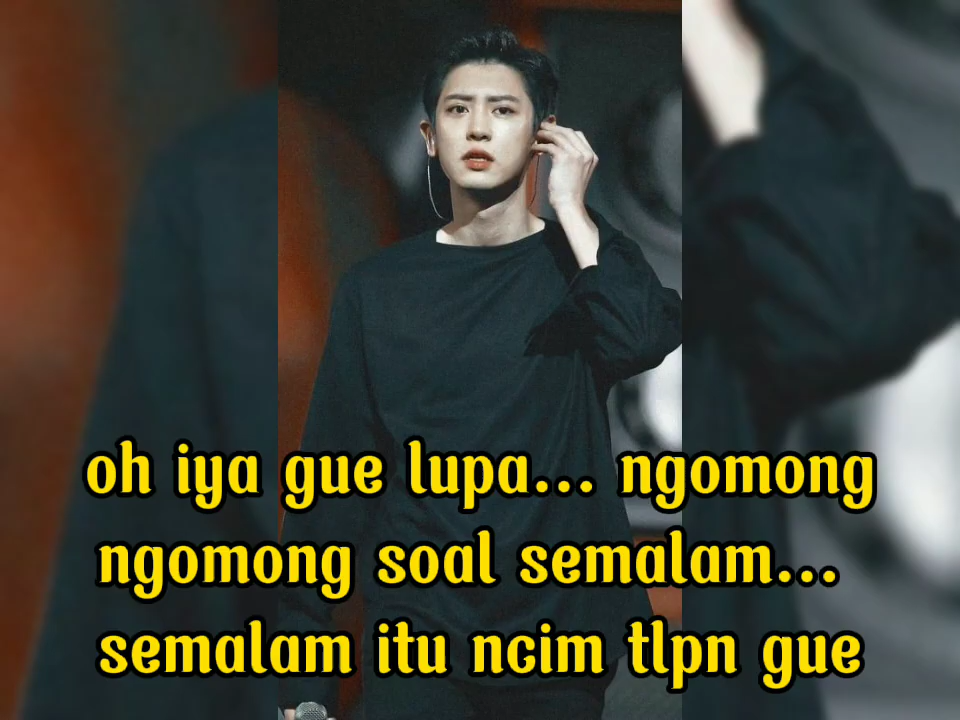 oh iya gue lupa... ngomong
ngomong soal semalam...
semalam itu ncim tlpn gue